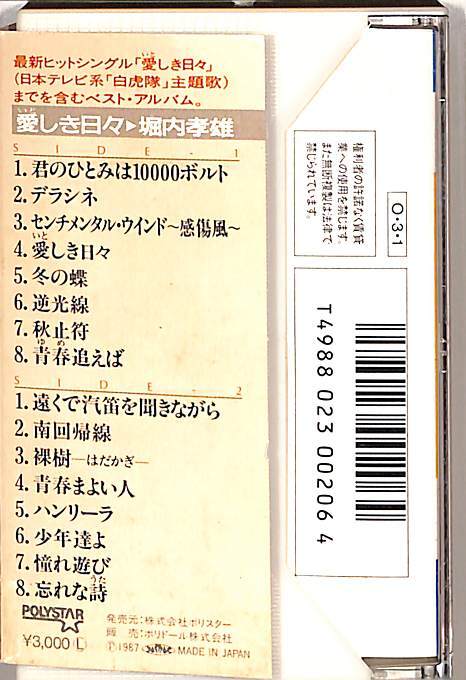 最新ヒットシングル「愛しき日々」
(日本テレビ系「白虎隊」主題歌)
までを含むベスト・アルバム。
愛しき日々▶堀内孝雄
SIDE-1
1.君のひとみは10000ボルト
2.デラシネ
3.センチメンタル・ウインド〜感傷風〜
4.愛しき日々
5.冬の蝶
6.逆光線
7.秋止符
8.青春追えば
SIDE-2
1.遠くで汽笛を聞きながら
2.南回帰線
3.裸樹—はだかぎ—
4.青春まよい人
5.ハンリーラ
6.少年達よ
7.憧れ遊び
8.忘れな詩
POLYSTAR
¥3,000 Ⓛ
発売元:株式会社ポリスター
販 売:ポリドール株式会社
Ⓟ1987 MADE IN JAPAN
権利者の許諾なく賃貸
業への使用を禁じます。
また無断複製は法律で
禁じられています。
O・3・1
T4988 023 00206 4